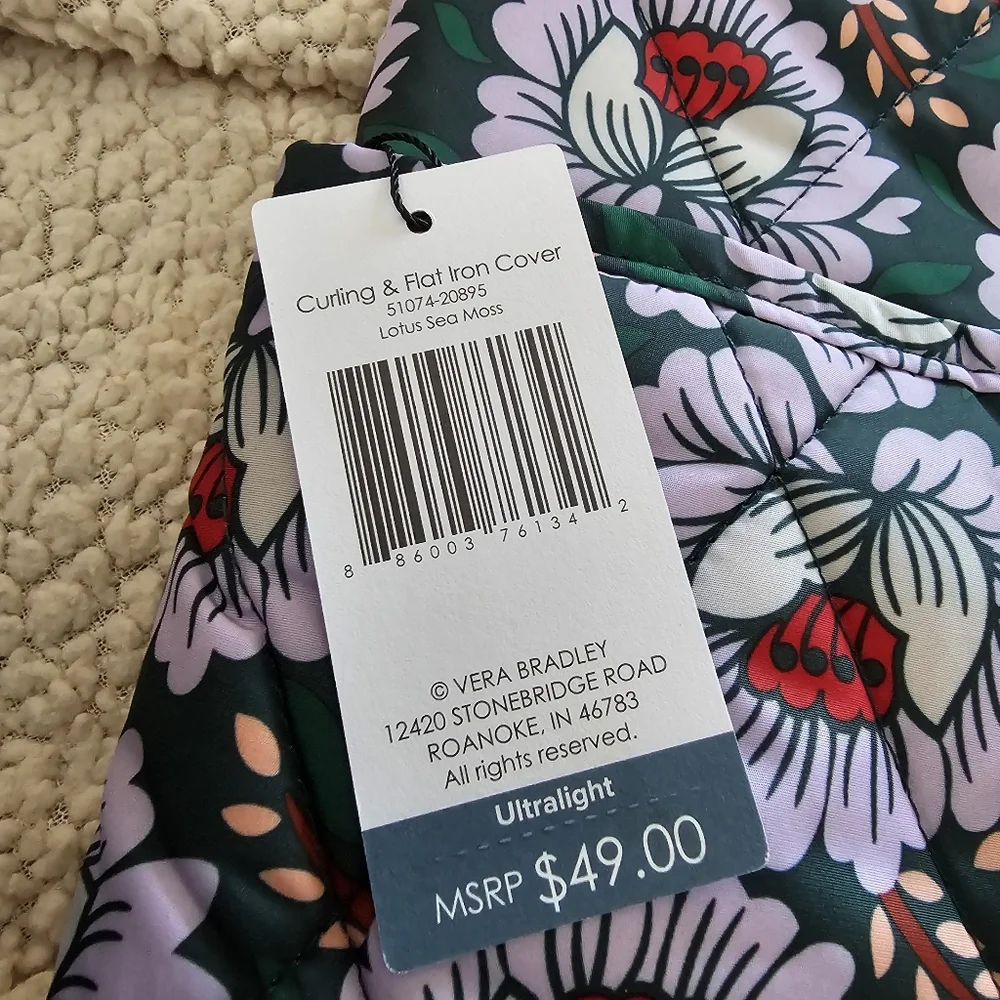 Curling & Flat Iron Cover
51074-20895
Lotus Sea Moss
8 86003 76134 2
© VERA BRADLEY
12420 STONEBRIDGE ROAD
ROANOKE, IN 46783
All rights reserved.
Ultralight
MSRP $49.00